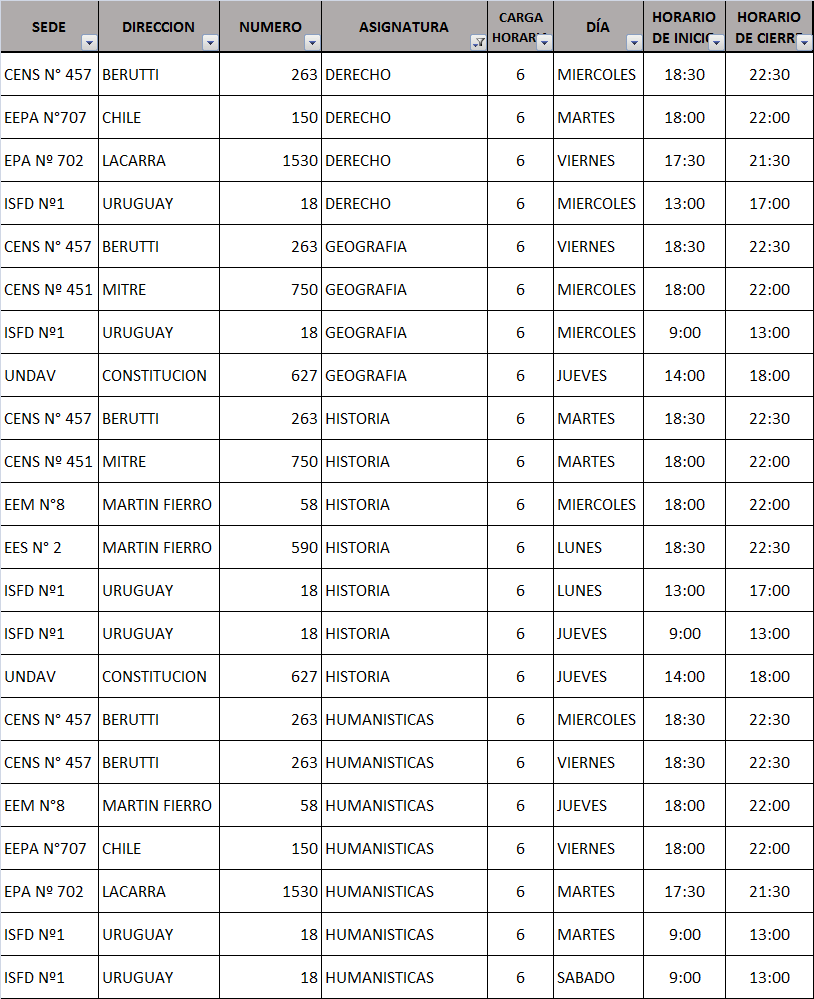 SEDE DIRECCION NUMERO ASIGNATURA CARGA HORARIA DÍA HORARIO DE INICIO HORARIO DE CIERRE
CENS N° 457 BERUTTI 263 DERECHO 6 MIERCOLES 18:30 22:30
EEPA N°707 CHILE 150 DERECHO 6 MARTES 18:00 22:00
EPA Nº 702 LACARRA 1530 DERECHO 6 VIERNES 17:30 21:30
ISFD Nº1 URUGUAY 18 DERECHO 6 MIERCOLES 13:00 17:00
CENS N° 457 BERUTTI 263 GEOGRAFIA 6 VIERNES 18:30 22:30
CENS Nº 451 MITRE 750 GEOGRAFIA 6 MIERCOLES 18:00 22:00
ISFD Nº1 URUGUAY 18 GEOGRAFIA 6 MIERCOLES 9:00 13:00
UNDAV CONSTITUCION 627 GEOGRAFIA 6 JUEVES 14:00 18:00
CENS N° 457 BERUTTI 263 HISTORIA 6 MARTES 18:30 22:30
CENS Nº 451 MITRE 750 HISTORIA 6 MARTES 18:00 22:00
EEM N°8 MARTIN FIERRO 58 HISTORIA 6 MIERCOLES 18:00 22:00
EES N° 2 MARTIN FIERRO 590 HISTORIA 6 LUNES 18:30 22:30
ISFD Nº1 URUGUAY 18 HISTORIA 6 LUNES 13:00 17:00
ISFD Nº1 URUGUAY 18 HISTORIA 6 JUEVES 9:00 13:00
UNDAV CONSTITUCION 627 HISTORIA 6 JUEVES 14:00 18:00
CENS N° 457 BERUTTI 263 HUMANISTICAS 6 MIERCOLES 18:30 22:30
CENS N° 457 BERUTTI 263 HUMANISTICAS 6 VIERNES 18:30 22:30
EEM N°8 MARTIN FIERRO 58 HUMANISTICAS 6 JUEVES 18:00 22:00
EEPA N°707 CHILE 150 HUMANISTICAS 6 VIERNES 18:00 22:00
EPA Nº 702 LACARRA 1530 HUMANISTICAS 6 MARTES 17:30 21:30
ISFD Nº1 URUGUAY 18 HUMANISTICAS 6 MARTES 9:00 13:00
ISFD Nº1 URUGUAY 18 HUMANISTICAS 6 SABADO 9:00 13:00